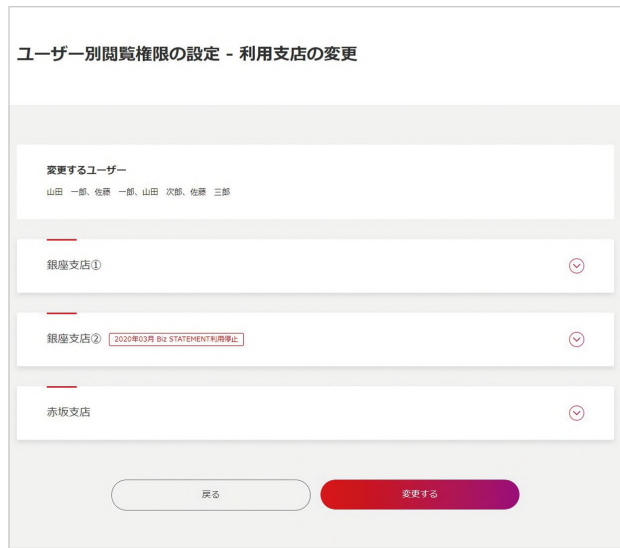 ユーザー別閲覧権限の設定 - 利用支店の変更
変更するユーザー
山田　一郎、佐藤　一郎、山田　次郎、佐藤　三郎
銀座支店①
銀座支店② 2020年03月 Biz STATEMENT利用停止
赤坂支店
戻る 変更する